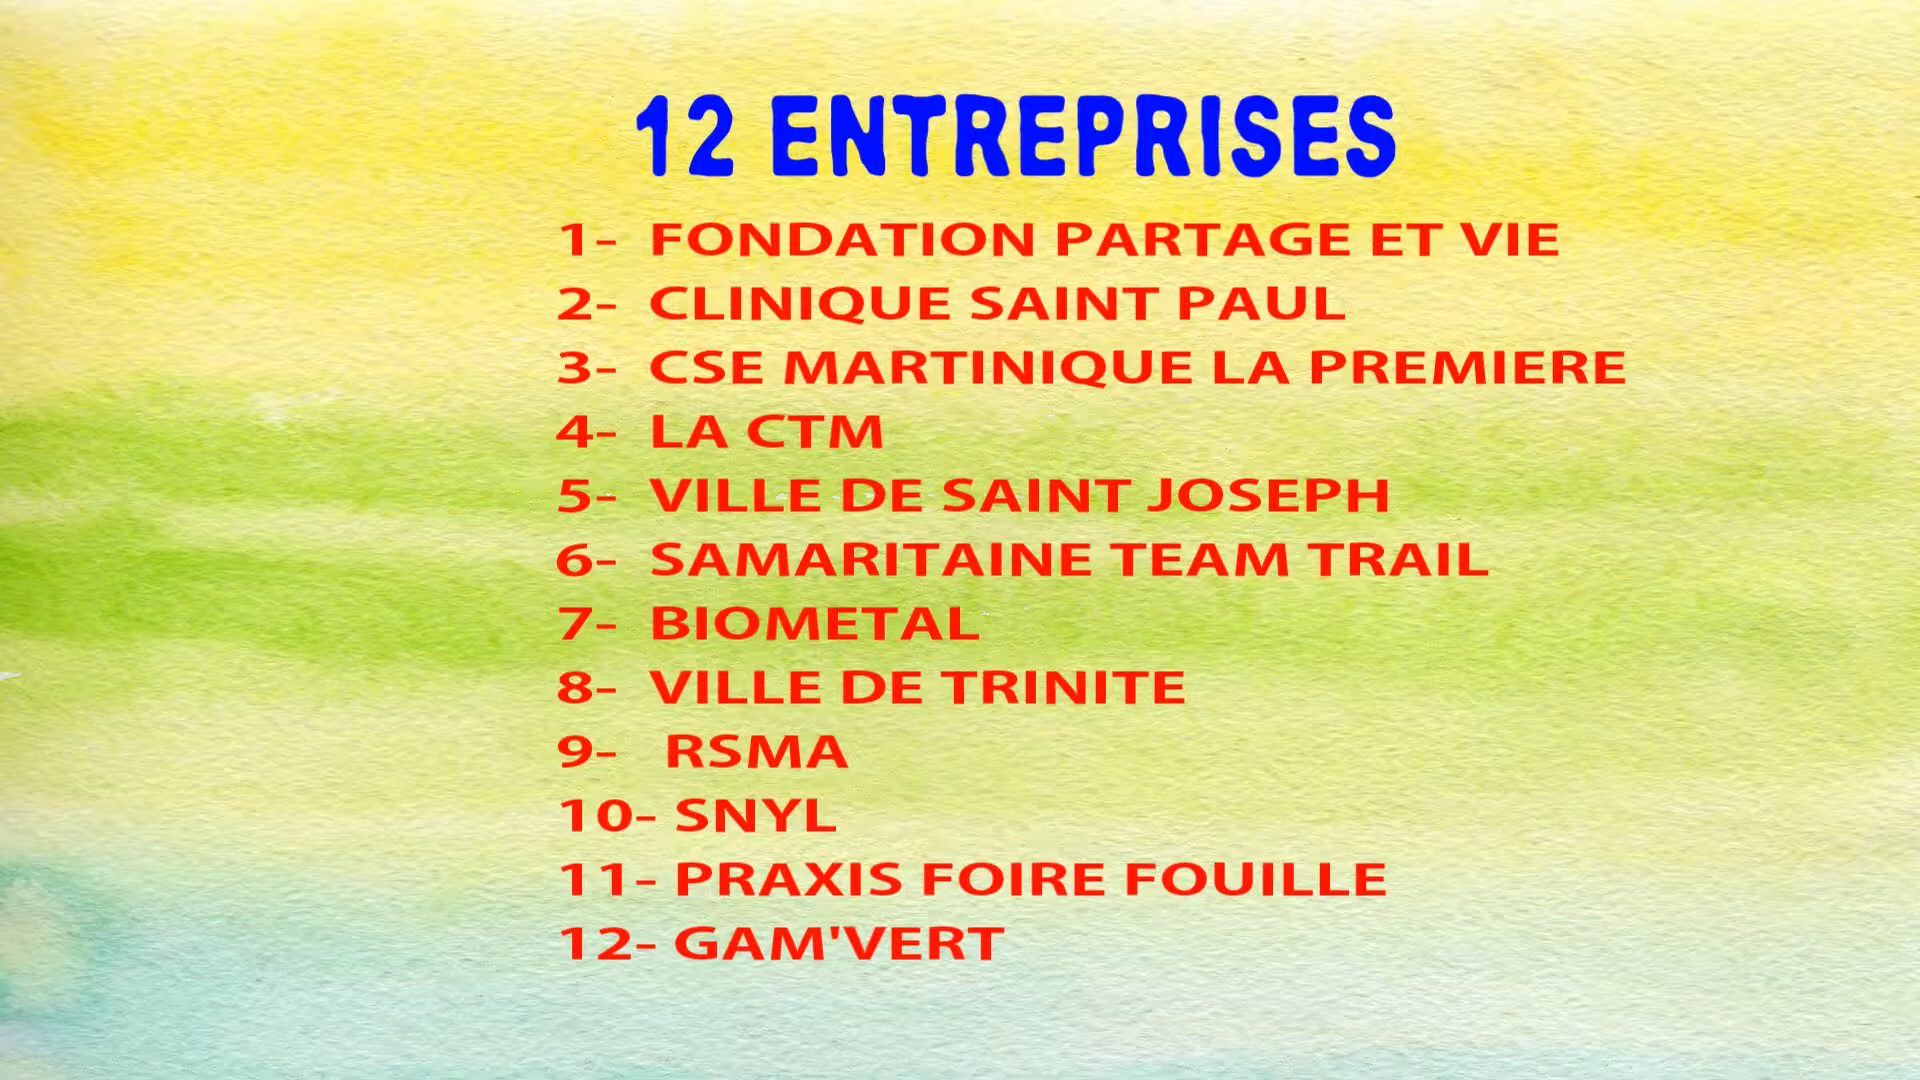 12 ENTREPRISES
1- FONDATION PARTAGE ET VIE
2- CLINIQUE SAINT PAUL
3- CSE MARTINIQUE LA PREMIERE
4- LA CTM
5- VILLE DE SAINT JOSEPH
6- SAMARITAINE TEAM TRAIL
7- BIOMETAL
8- VILLE DE TRINITE
9- RSMA
10- SNYL
11- PRAXIS FOIRE FOUILLE
12- GAM'VERT